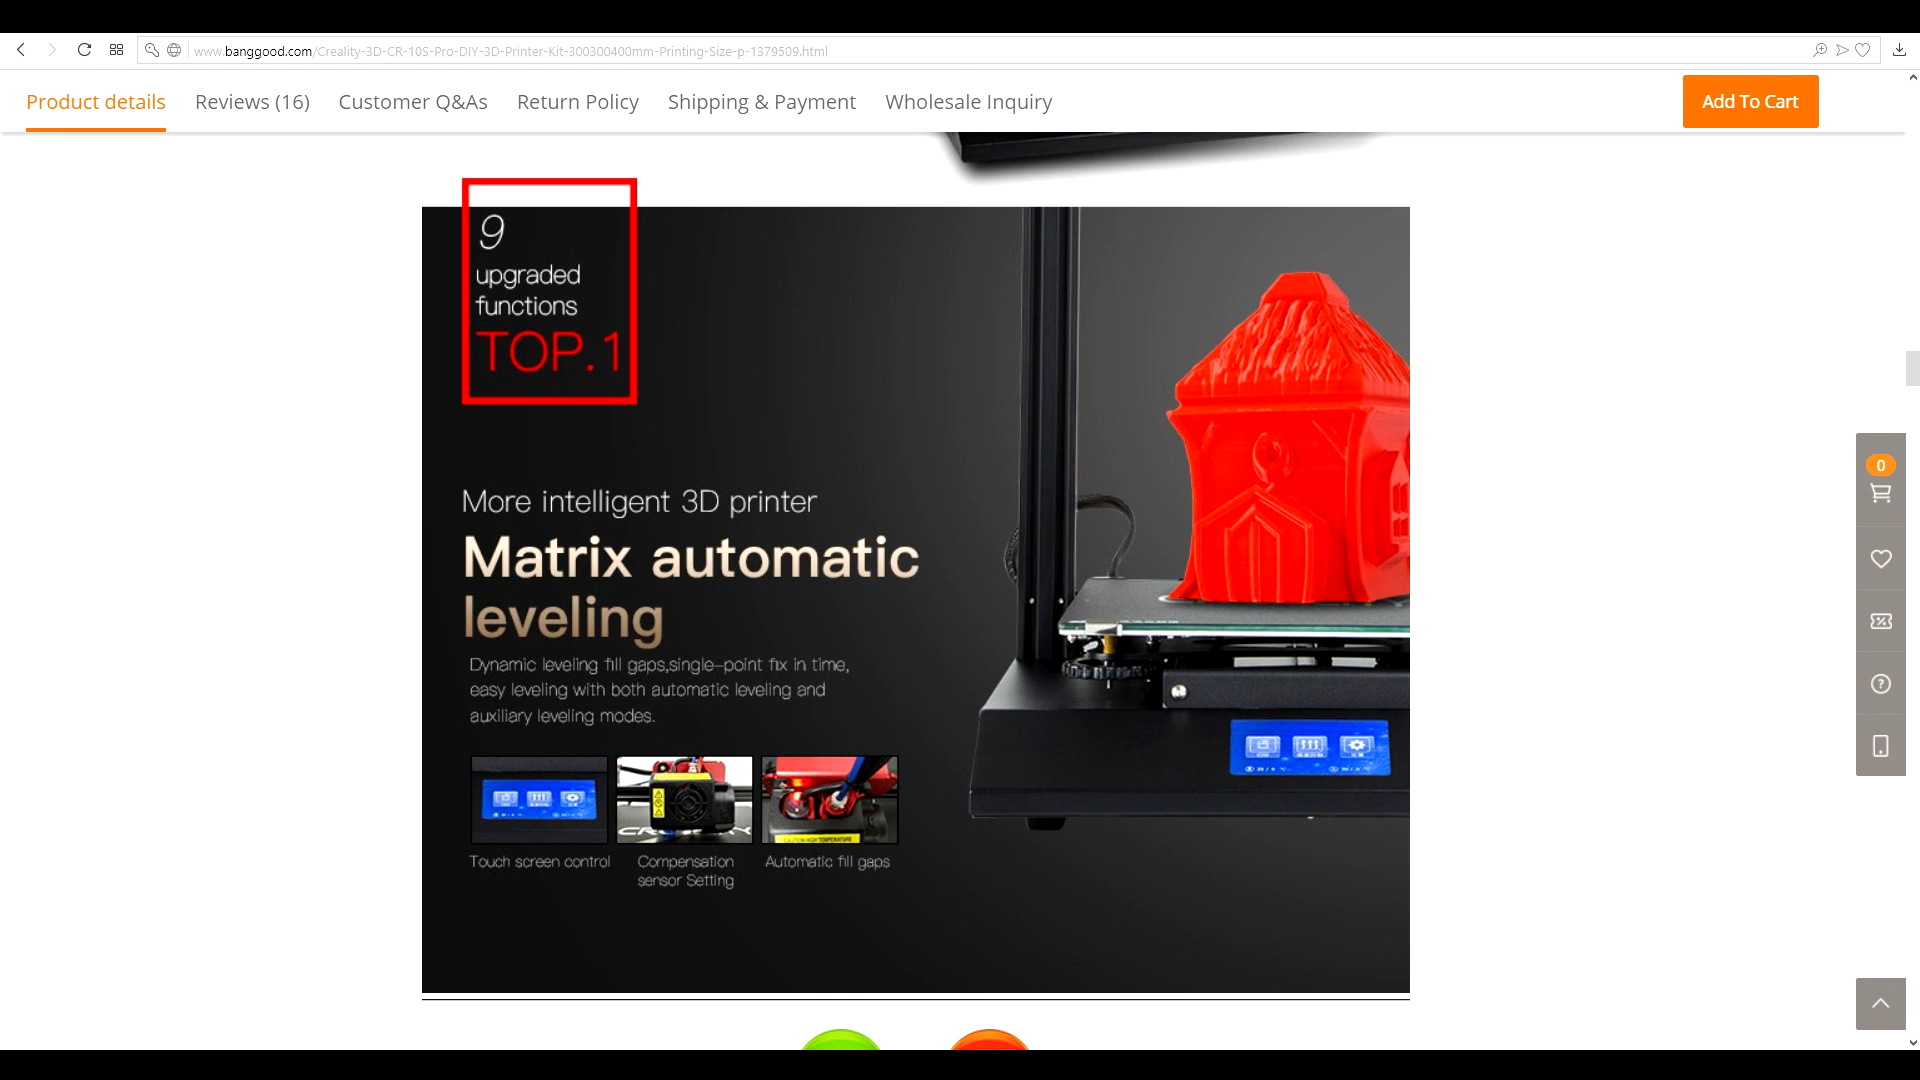 www.banggood.com/Creality-3D-CR-10S-Pro-DIY-3D-Printer-Kit-300300400mm-Printing-Size-p-1379509.html
Product details Reviews (16) Customer Q&As Return Policy Shipping & Payment Wholesale Inquiry Add To Cart
9
upgraded
functions
TOP.1
More intelligent 3D printer
Matrix automatic
leveling
Dynamic leveling fill gaps,single-point fix in time,
easy leveling with both automatic leveling and
auxiliary leveling modes.
Touch screen control
Compensation
sensor Setting
Automatic fill gaps
0